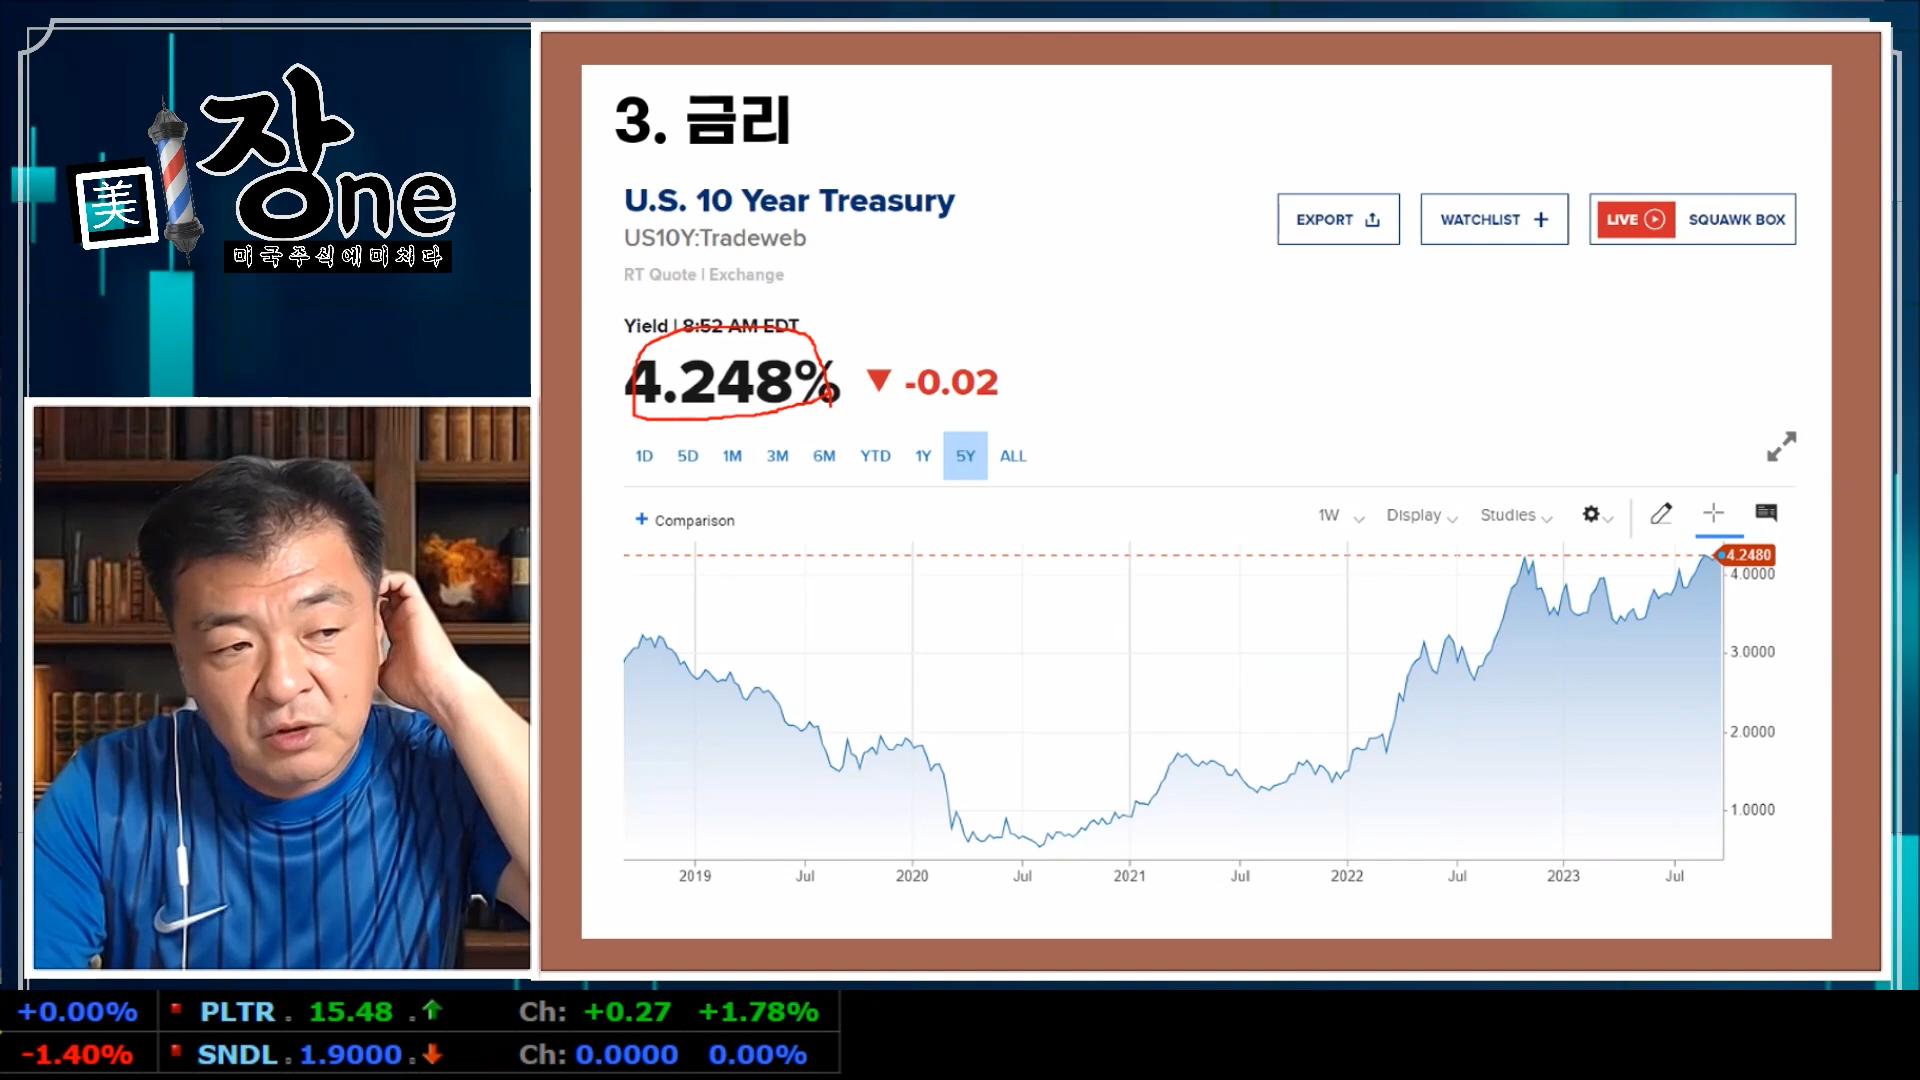 美
장one
미국주식에미치다
3. 금리
U.S. 10 Year Treasury
US10Y:Tradeweb
RT Quote | Exchange
EXPORT
WATCHLIST +
LIVE SQUAWK BOX
Yield | 8:52 AM EDT
4.248% ▼ -0.02
1D 5D 1M 3M 6M YTD 1Y 5Y ALL
+ Comparison
1W Display Studies
4.2480
4.0000
3.0000
2.0000
1.0000
2019 Jul 2020 Jul 2021 Jul 2022 Jul 2023 Jul
+0.00% PLTR . 15.48 . ↑ Ch: +0.27 +1.78%
-1.40% SNDL . 1.9000 . ↓ Ch: 0.0000 0.00%